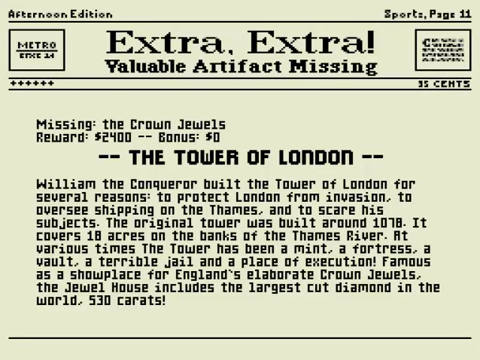 Afternoon Edition
Sports, Page 11
METRO
Extra, Extra!
Valuable Artifact Missing
++++++
35 CENTS
Missing: the Crown Jewels
Reward: $2400 -- Bonus: $0
-- THE TOWER OF LONDON --
William the Conqueror built the Tower of London for
several reasons: to protect London from invasion, to
oversee shipping on the Thames, and to scare his
subjects. The original tower was built around 1078. It
covers 18 acres on the banks of the Thames River. At
various times The Tower has been a mint, a fortress, a
vault, a terrible jail and a place of execution! Famous
as a showplace for England`s elaborate Crown Jewels,
the Jewel House includes the largest cut diamond in the
world, 530 carats!